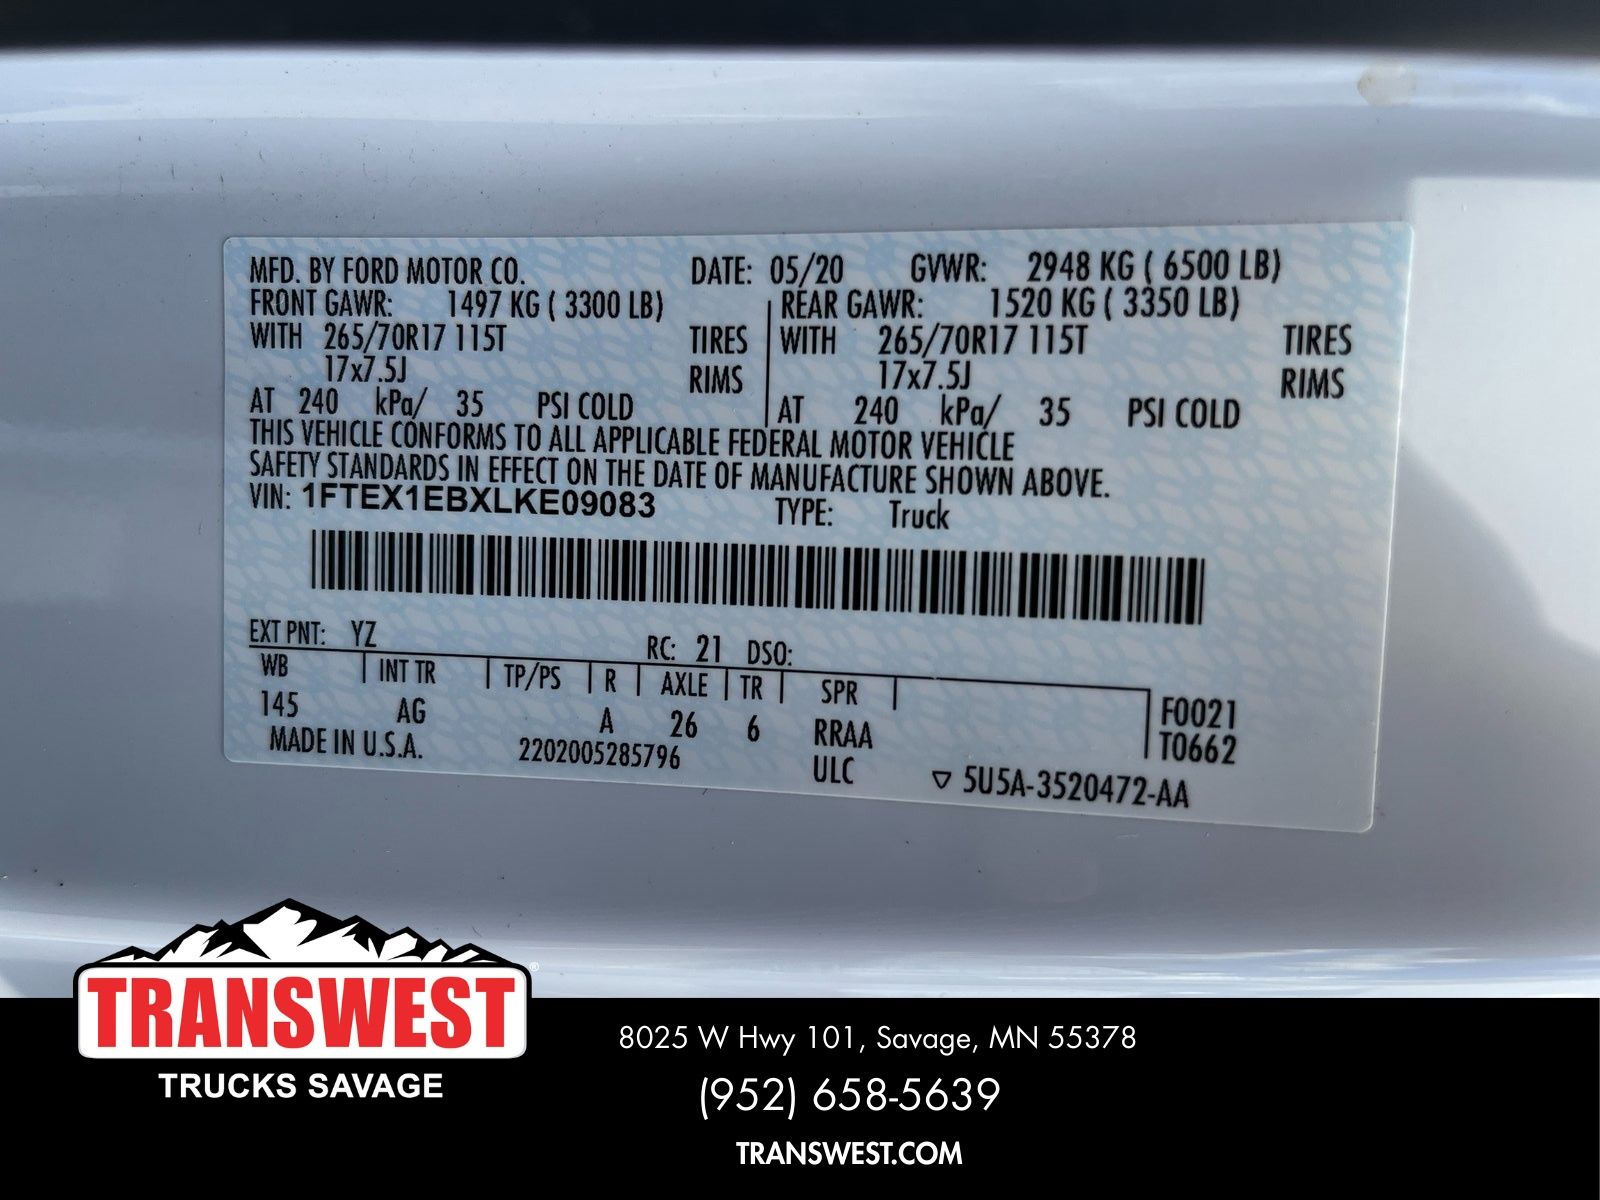 MFD. BY FORD MOTOR CO. DATE: 05/20 GVWR: 2948 KG ( 6500 LB)
FRONT GAWR: 1497 KG ( 3300 LB) REAR GAWR: 1520 KG ( 3350 LB)
WITH 265/70R17 115T TIRES WITH 265/70R17 115T TIRES
17x7.5J RIMS 17x7.5J RIMS
AT 240 kPa/ 35 PSI COLD AT 240 kPa/ 35 PSI COLD
THIS VEHICLE CONFORMS TO ALL APPLICABLE FEDERAL MOTOR VEHICLE
SAFETY STANDARDS IN EFFECT ON THE DATE OF MANUFACTURE SHOWN ABOVE.
VIN: 1FTEX1EBXLKE09083 TYPE: Truck
EXT PNT: YZ RC: 21 DSO:
WB INT TR TP/PS R AXLE TR SPR F0021
145 AG A 26 6 RRAA T0662
MADE IN U.S.A. 2202005285796 ULC ▽ 5U5A-3520472-AA
TRANSWEST®
TRUCKS SAVAGE
8025 W Hwy 101, Savage, MN 55378
(952) 658-5639
TRANSWEST.COM